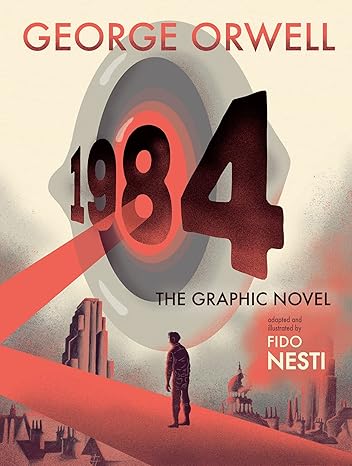 GEORGE ORWELL
1984
THE GRAPHIC NOVEL
adapted and
illustrated by
FIDO
NESTI